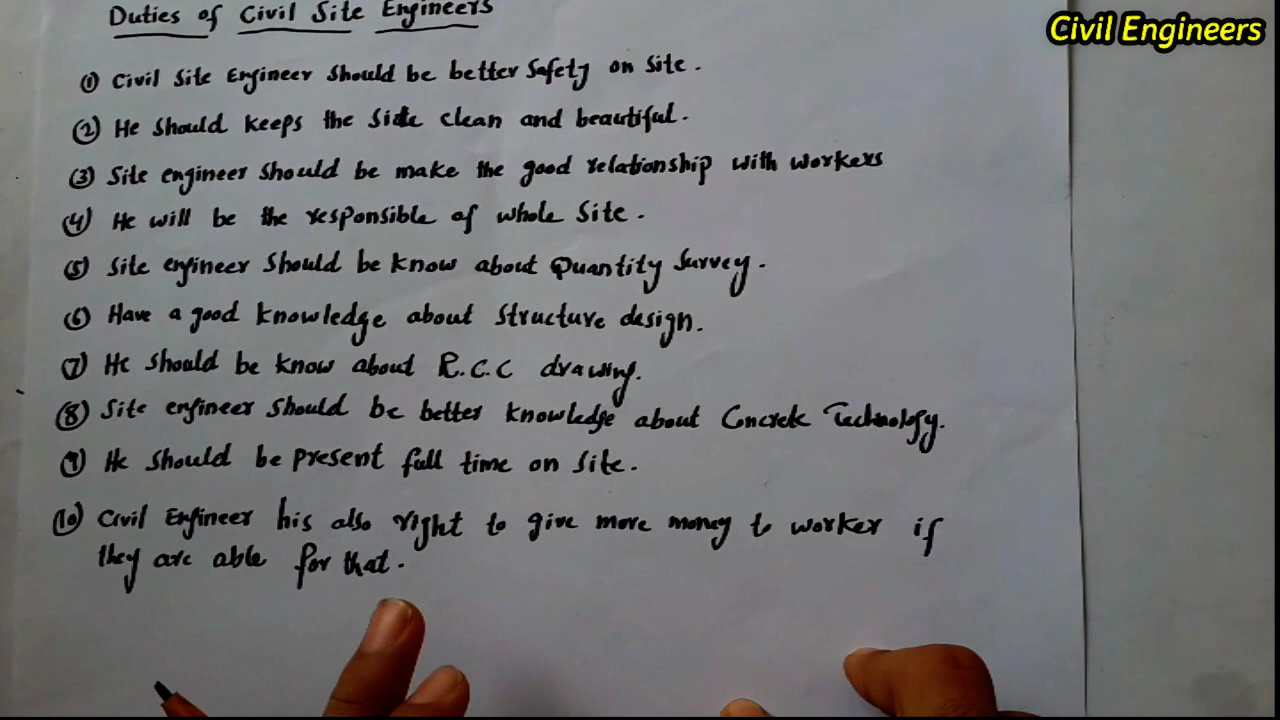 Duties of Civil Site Engineers
Civil Engineers
① Civil Site Engineer Should be better Safety on Site.
② He Should keeps the Side clean and beautiful.
③ Site engineer Should be make the good relationship with workers
④ He will be the responsible of whole Site.
⑤ Site engineer Should be know about Quantity Survey.
⑥ Have a good knowledge about Structure design.
⑦ He Should be know about R.C.C drawing.
⑧ Site engineer Should be better knowledge about Concrete Technology.
⑨ He Should be present full time on Site.
⑩ Civil Engineer his also right to give more money to worker if
they are able for that.